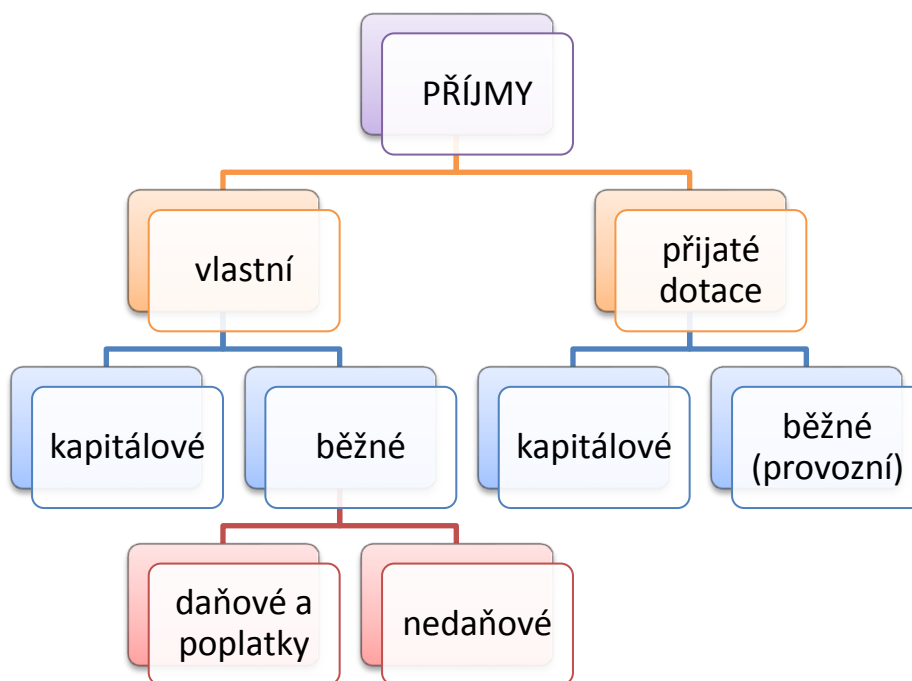 PŘÍJMY
vlastní
přijaté
dotace
kapitálové
běžné
kapitálové
běžné
(provozní)
daňové a
poplatky
nedaňové